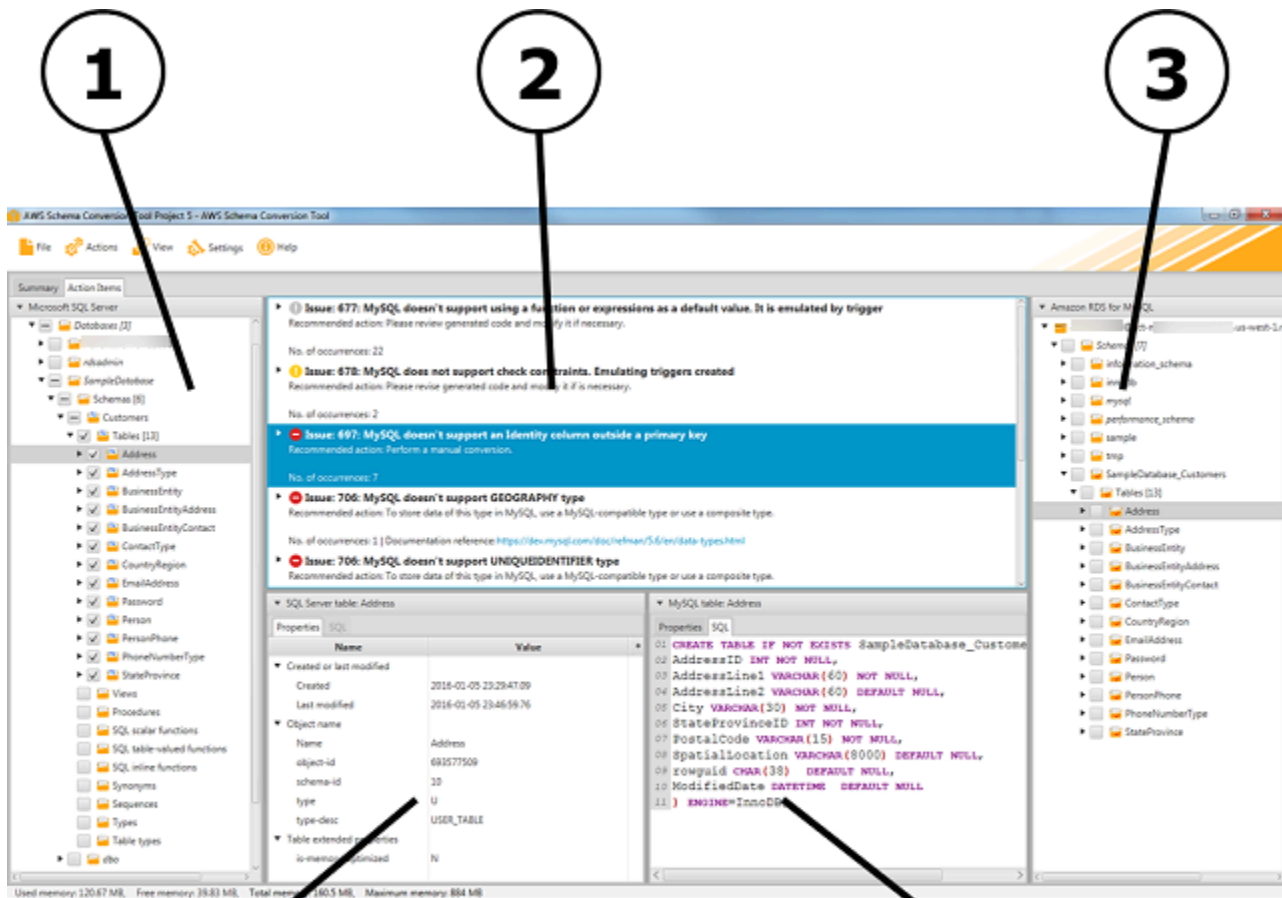 1
2
3
AWS Schema Conversion Tool Project 5 - AWS Schema Conversion Tool
File Actions View Settings Help
Summary Action Items
Microsoft SQL Server
Databases [3]
rdsadmin
SampleDatabase
Schemas [6]
Customers
Tables [13]
Address
AddressType
BusinessEntity
BusinessEntityAddress
BusinessEntityContact
ContactType
CountryRegion
EmailAddress
Password
Person
PersonPhone
PhoneNumberType
StateProvince
Views
Procedures
SQL scalar functions
SQL table-valued functions
SQL inline functions
Synonyms
Sequences
Types
Table types
dbo
Issue: 677: MySQL doesn't support using a function or expressions as a default value. It is emulated by trigger
Recommended action: Please review generated code and modify it if necessary.
No. of occurrences: 22
Issue: 678: MySQL does not support check constraints. Emulating triggers created
Recommended action: Please revise generated code and modify it if is necessary.
No. of occurrences: 2
Issue: 697: MySQL doesn't support an Identity column outside a primary key
Recommended action: Perform a manual conversion.
No. of occurrences: 7
Issue: 706: MySQL doesn't support GEOGRAPHY type
Recommended action: To store data of this type in MySQL, use a MySQL-compatible type or use a composite type.
No. of occurrences: 1 | Documentation reference: https://dev.mysql.com/doc/refman/5.6/en/data-types.html
Issue: 706: MySQL doesn't support UNIQUEIDENTIFIER type
Recommended action: To store data of this type in MySQL, use a MySQL-compatible type or use a composite type.
SQL Server table: Address
Properties SQL
Name Value
Created or last modified
Created 2016-01-05 23:29:47.09
Last modified 2016-01-05 23:46:59.76
Object name
Name Address
object-id 693577509
schema-id 10
type U
type-desc USER_TABLE
Table extended properties
is-memory-optimized N
MySQL table: Address
Properties SQL
01 CREATE TABLE IF NOT EXISTS SampleDatabase_Custome
02 AddressID INT NOT NULL,
03 AddressLine1 VARCHAR(60) NOT NULL,
04 AddressLine2 VARCHAR(60) DEFAULT NULL,
05 City VARCHAR(30) NOT NULL,
06 StateProvinceID INT NOT NULL,
07 PostalCode VARCHAR(15) NOT NULL,
08 SpatialLocation VARCHAR(8000) DEFAULT NULL,
09 rowguid CHAR(38) DEFAULT NULL,
10 ModifiedDate DATETIME DEFAULT NULL
11 ) ENGINE=InnoDB
Amazon RDS for MySQL
.us-west-1.r
Schemas [7]
information_schema
innodb
mysql
performance_schema
sample
tmp
SampleDatabase_Customers
Tables [13]
Address
AddressType
BusinessEntity
BusinessEntityAddress
BusinessEntityContact
ContactType
CountryRegion
EmailAddress
Password
Person
PersonPhone
PhoneNumberType
StateProvince
Used memory: 120.67 MB, Free memory: 39.83 MB, Total memory: 160.5 MB, Maximum memory: 884 MB